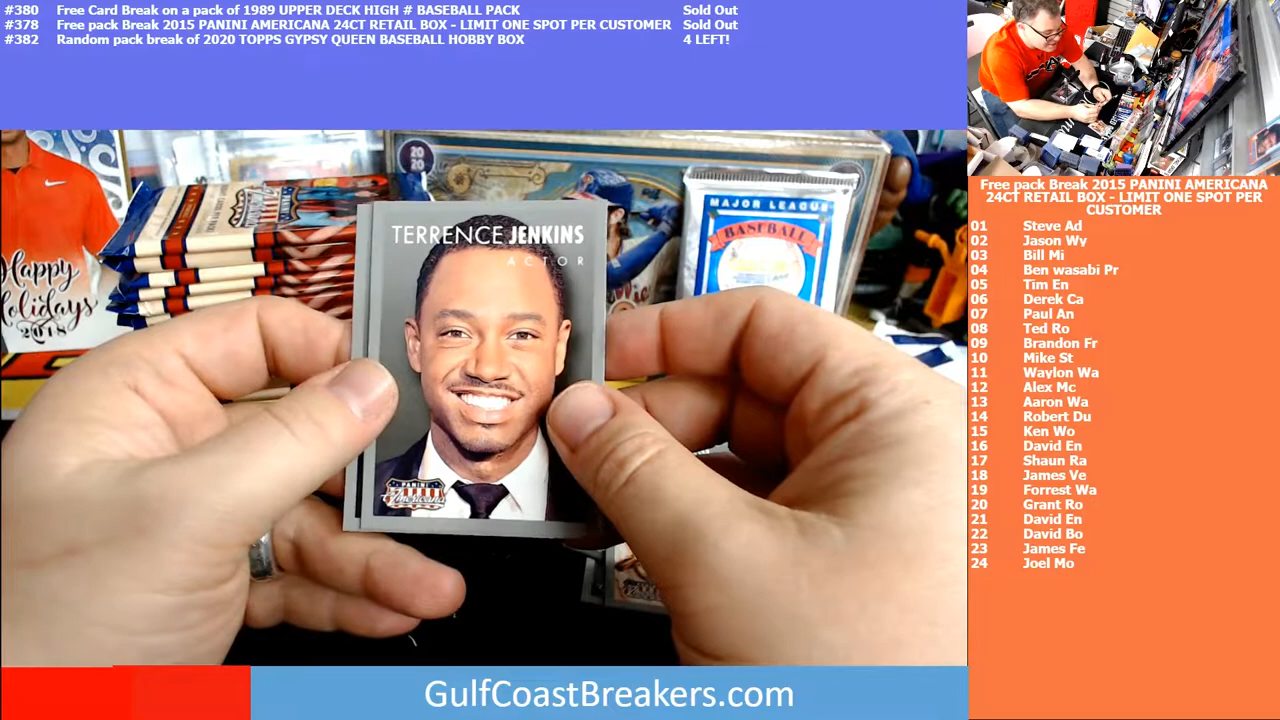 #380 Free Card Break on a pack of 1989 UPPER DECK HIGH # BASEBALL PACK Sold Out
#378 Free pack Break 2015 PANINI AMERICANA 24CT RETAIL BOX - LIMIT ONE SPOT PER CUSTOMER Sold Out
#382 Random pack break of 2020 TOPPS GYPSY QUEEN BASEBALL HOBBY BOX 4 LEFT!
20
20
MAJOR LEAGUE
BASEBALL
TERRENCE JENKINS
ACTOR
PANINI
Americana
Happy
Holidays
2018
GulfCoastBreakers.com
Free pack Break 2015 PANINI AMERICANA
24CT RETAIL BOX - LIMIT ONE SPOT PER
CUSTOMER
01 Steve Ad
02 Jason Wy
03 Bill Mi
04 Ben wasabi Pr
05 Tim En
06 Derek Ca
07 Paul An
08 Ted Ro
09 Brandon Fr
10 Mike St
11 Waylon Wa
12 Alex Mc
13 Aaron Wa
14 Robert Du
15 Ken Wo
16 David En
17 Shaun Ra
18 James Ve
19 Forrest Wa
20 Grant Ro
21 David En
22 David Bo
23 James Fe
24 Joel Mo